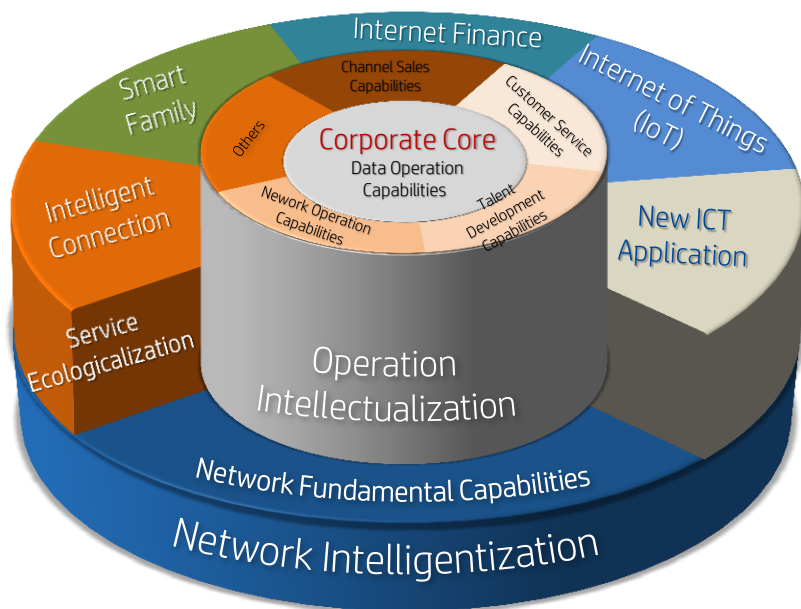 Internet Finance
Smart
Family
Internet of Things
(IoT)
Channel Sales
Capabilities
Customer Service
Capabilities
Others
Corporate Core
Data Operation
Capabilities
Nework Operation
Capabilities
Talent
Development
Capabilities
Intelligent
Connection
New ICT
Application
Service
Ecologicalization
Operation
Intellectualization
Network Fundamental Capabilities
Network Intelligentization